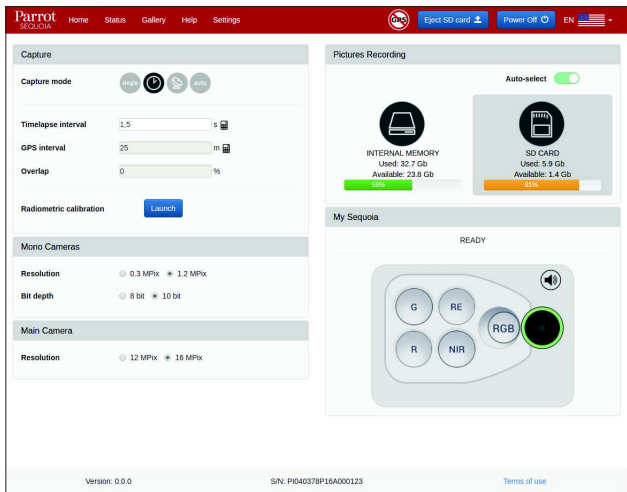 Parrot
SEQUOIA
Home Status Gallery Help Settings
GPS
Eject SD card
Power Off
EN
Capture
Capture mode
single
auto
Timelapse interval 1,5 s
GPS interval 25 m
Overlap 0 %
Radiometric calibration Launch
Mono Cameras
Resolution 0.3 MPix 1.2 MPix
Bit depth 8 bit 10 bit
Main Camera
Resolution 12 MPix 16 MPix
Pictures Recording
Auto-select
INTERNAL MEMORY
Used: 32.7 Gb
Available: 23.8 Gb
58%
SD CARD
Used: 5.9 Gb
Available: 1.4 Gb
81%
My Sequoia
READY
G RE
RGB
R NIR
Version: 0.0.0 S/N: PI040378P16A000123 Terms of use